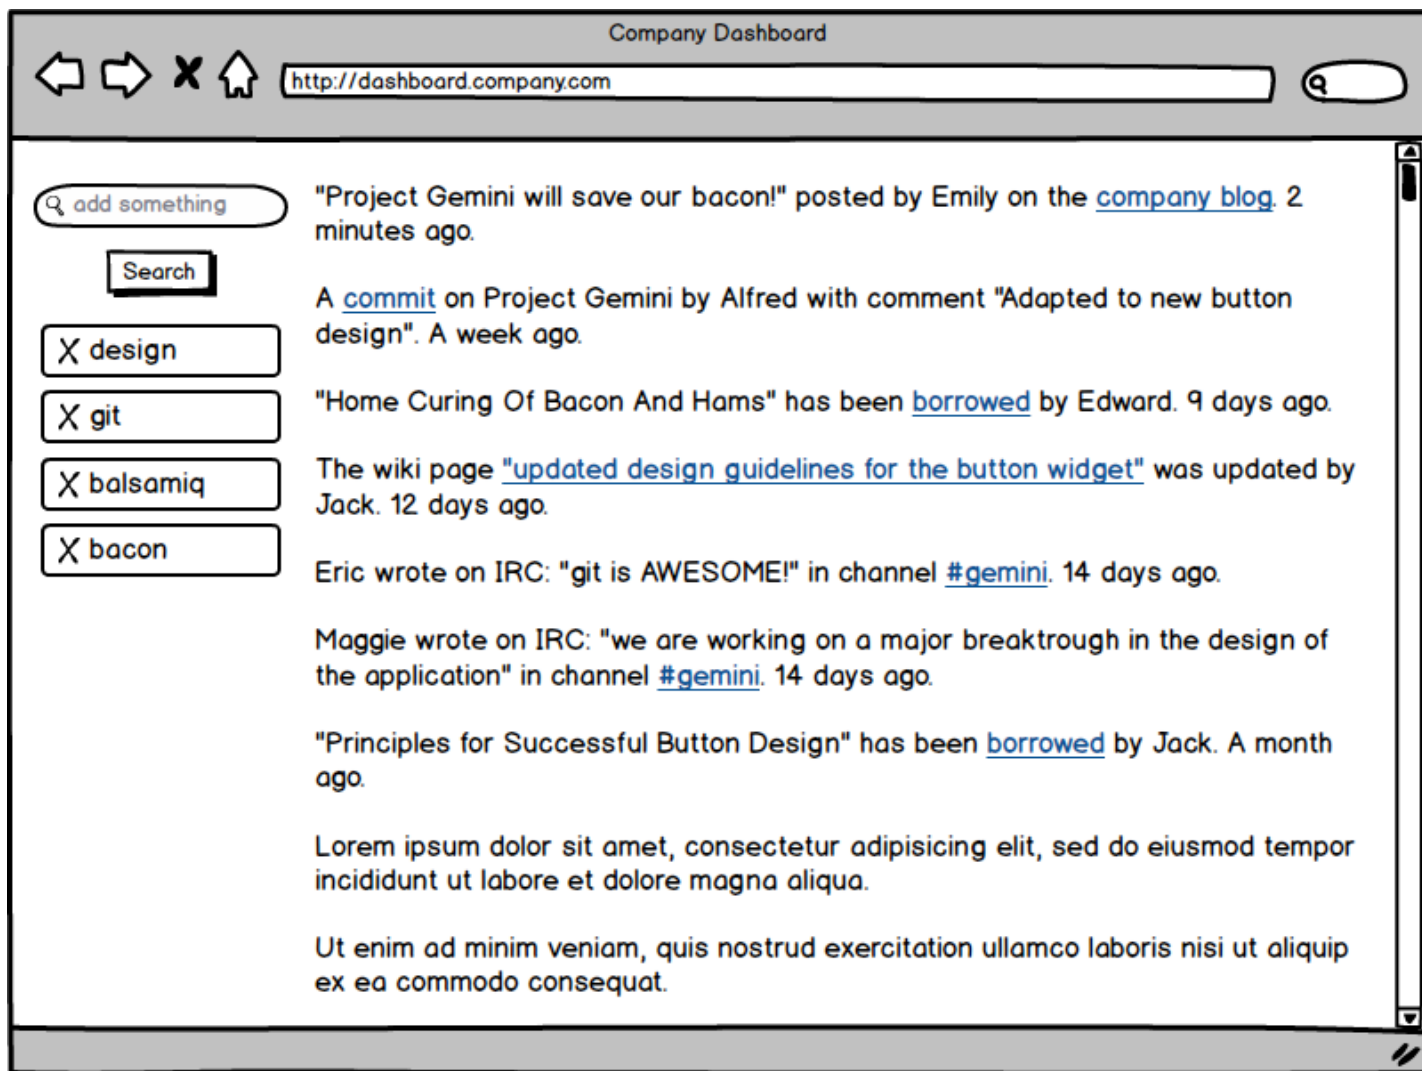 Company Dashboard
http://dashboard.company.com
add something
Search
X design
X git
X balsamiq
X bacon
"Project Gemini will save our bacon!" posted by Emily on the company blog. 2
minutes ago.
A commit on Project Gemini by Alfred with comment "Adapted to new button
design". A week ago.
"Home Curing Of Bacon And Hams" has been borrowed by Edward. 9 days ago.
The wiki page "updated design guidelines for the button widget" was updated by
Jack. 12 days ago.
Eric wrote on IRC: "git is AWESOME!" in channel #gemini. 14 days ago.
Maggie wrote on IRC: "we are working on a major breaktrough in the design of
the application" in channel #gemini. 14 days ago.
"Principles for Successful Button Design" has been borrowed by Jack. A month
ago.
Lorem ipsum dolor sit amet, consectetur adipisicing elit, sed do eiusmod tempor
incididunt ut labore et dolore magna aliqua.
Ut enim ad minim veniam, quis nostrud exercitation ullamco laboris nisi ut aliquip
ex ea commodo consequat.